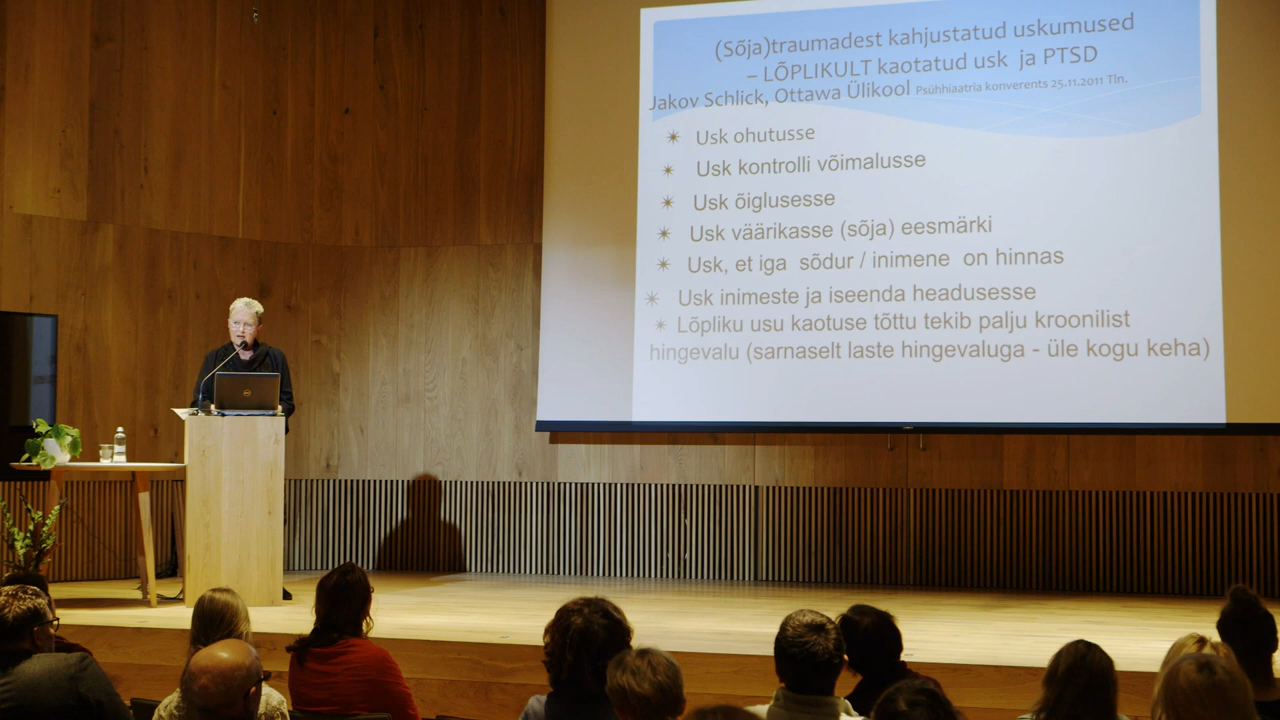 (Sõja)traumadest kahjustatud uskumused
– LÕPLIKULT kaotatud usk ja PTSD
Jakov Schlick, Ottawa Ülikool Psühhiaatria konverents 25.11.2011 Tln.
Usk ohutusse
Usk kontrolli võimalusse
Usk õiglusesse
Usk väärikasse (sõja) eesmärki
Usk, et iga sõdur / inimene on hinnas
Usk inimeste ja iseenda headusesse
Lõpliku usu kaotuse tõttu tekib palju kroonilist
hingevalu (sarnaselt laste hingevaluga - üle kogu keha)
DELL